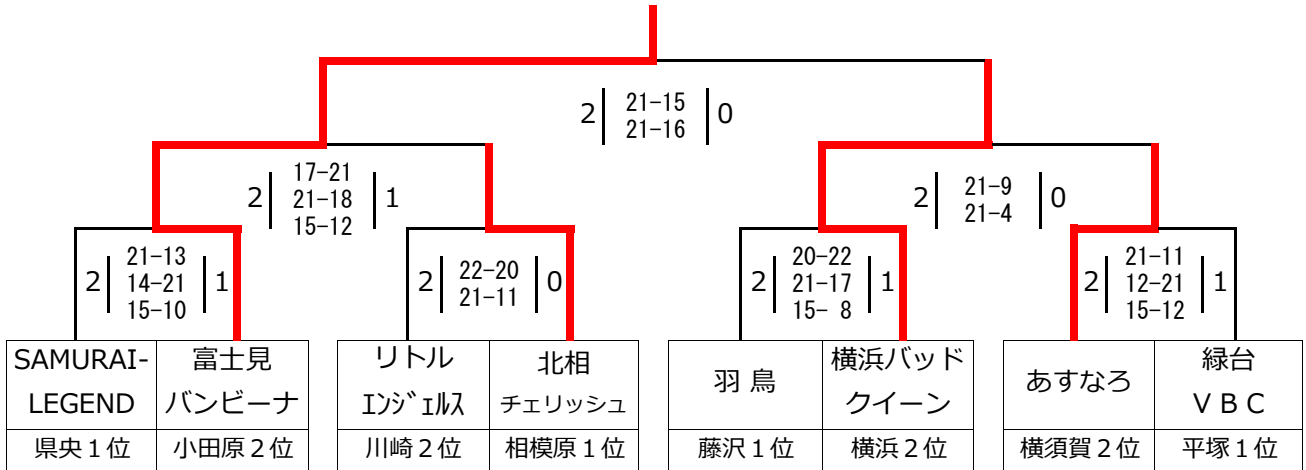 2 21-15 0
21-16
17-21
2 21-18 1
15-12
2 21-9 0
21-4
21-13
2 14-21 1
15-10
2 22-20 0
21-11
20-22
2 21-17 1
15- 8
21-11
2 12-21 1
15-12
SAMURAI-
LEGEND
富士見
バンビーナ
リトル
ｴﾝｼﾞｪﾙｽ
北相
チェリッシュ
羽 鳥
横浜バッド
クイーン
あすなろ
緑台
ＶＢＣ
県央１位
小田原２位
川崎２位
相模原１位
藤沢１位
横浜２位
横須賀２位
平塚１位